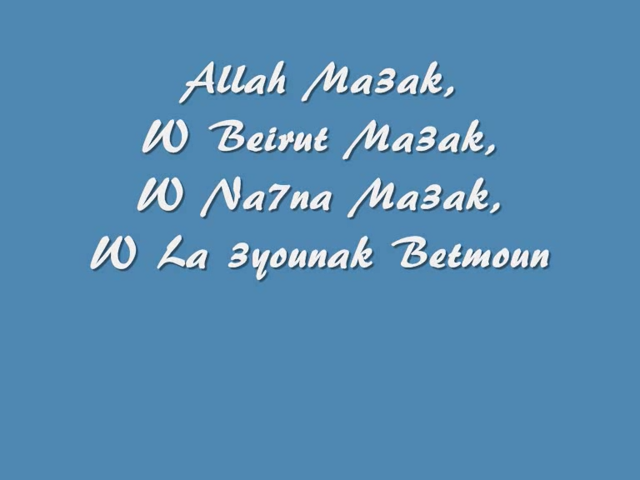 Allah Ma3ak,
W Beirut Ma3ak,
W Na7na Ma3ak,
W La 3younak Betmoun